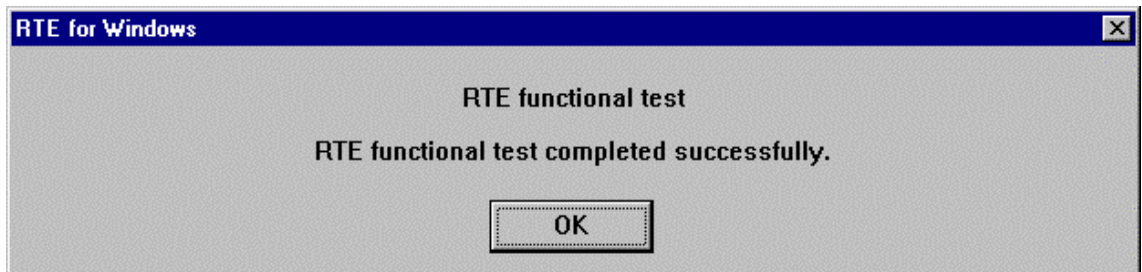 RTE for Windows
RTE functional test
RTE functional test completed successfully.
OK